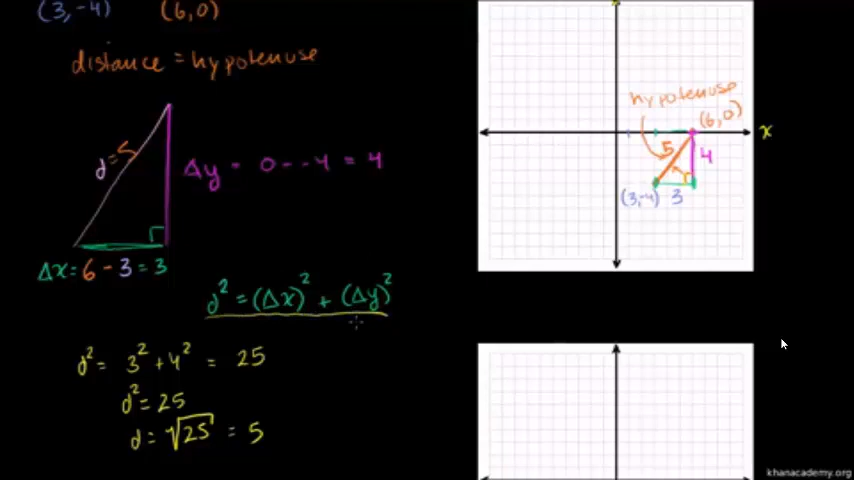 (3,-4) (6,0)
distance = hypotenuse
d=5
Δy = 0 - -4 = 4
Δx = 6 - 3 = 3
d² = (Δx)² + (Δy)²
d² = 3² + 4² = 25
d² = 25
d = √25 = 5
hypotenuse
(6,0)
x
5
4
(3,-4) 3
khanacademy.org